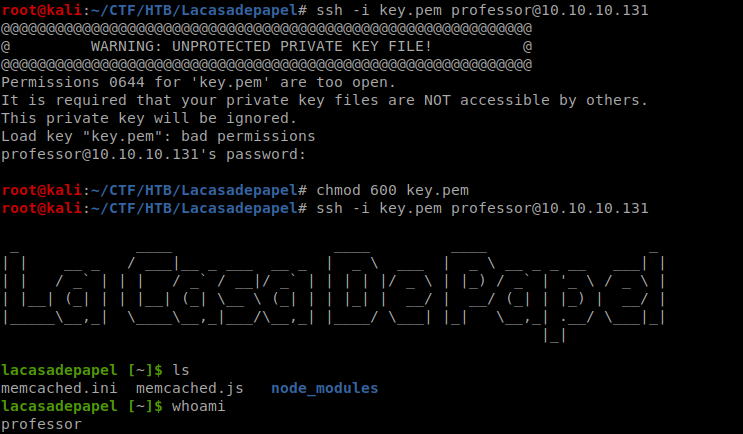 root@kali:~/CTF/HTB/Lacasadepapel# ssh -i key.pem professor@10.10.10.131
@@@@@@@@@@@@@@@@@@@@@@@@@@@@@@@@@@@@@@@@@@@@@@@@@@@@@@@@@@@
@         WARNING: UNPROTECTED PRIVATE KEY FILE!          @
@@@@@@@@@@@@@@@@@@@@@@@@@@@@@@@@@@@@@@@@@@@@@@@@@@@@@@@@@@@
Permissions 0644 for 'key.pem' are too open.
It is required that your private key files are NOT accessible by others.
This private key will be ignored.
Load key "key.pem": bad permissions
professor@10.10.10.131's password:
root@kali:~/CTF/HTB/Lacasadepapel# chmod 600 key.pem
root@kali:~/CTF/HTB/Lacasadepapel# ssh -i key.pem professor@10.10.10.131
La Casa De Papel
lacasadepapel [~]$ ls
memcached.ini  memcached.js   node_modules
lacasadepapel [~]$ whoami
professor